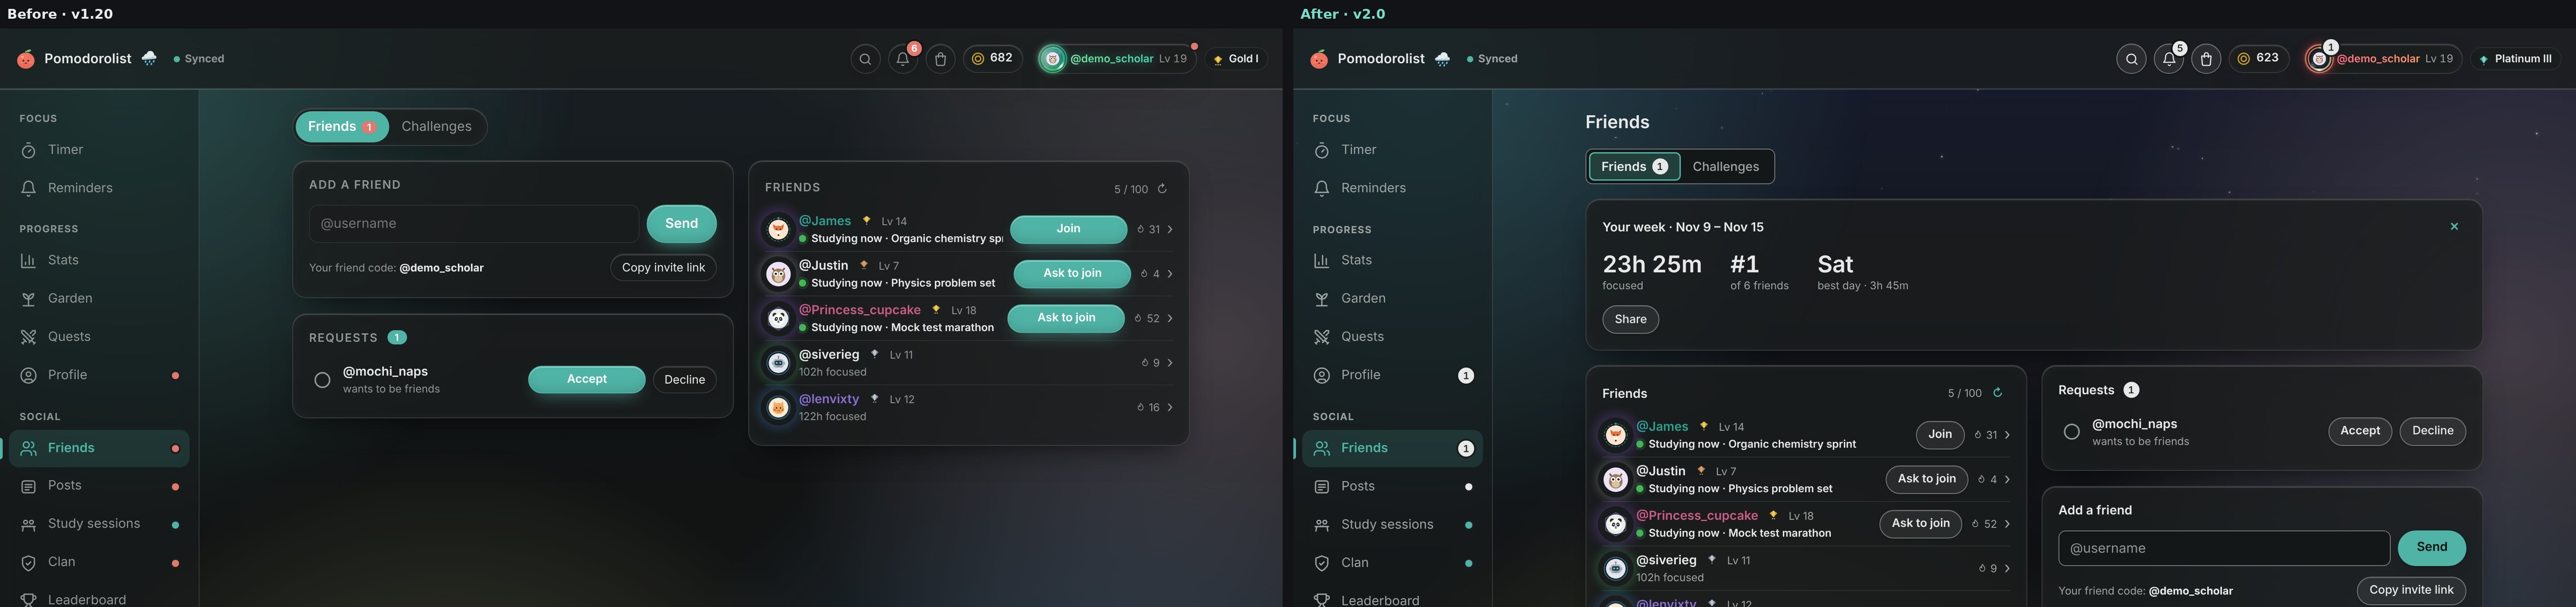 Before · v1.20
Pomodorolist
Synced
6
682
@demo_scholar Lv 19
Gold I
FOCUS
Timer
Reminders
PROGRESS
Stats
Garden
Quests
Profile
SOCIAL
Friends
Posts
Study sessions
Clan
Leaderboard
Friends 1
Challenges
ADD A FRIEND
@username
Send
Your friend code: @demo_scholar
Copy invite link
REQUESTS 1
@mochi_naps
wants to be friends
Accept
Decline
FRIENDS
5 / 100
@James Lv 14
Studying now · Organic chemistry spr
Join
31
@Justin Lv 7
Studying now · Physics problem set
Ask to join
4
@Princess_cupcake Lv 18
Studying now · Mock test marathon
Ask to join
52
@siverieg Lv 11
102h focused
9
@lenvixty Lv 12
122h focused
16
After · v2.0
Pomodorolist
Synced
5
623
1
@demo_scholar Lv 19
Platinum III
FOCUS
Timer
Reminders
PROGRESS
Stats
Garden
Quests
Profile 1
SOCIAL
Friends 1
Posts
Study sessions
Clan
Leaderboard
Friends
Friends 1
Challenges
Your week · Nov 9 – Nov 15
23h 25m
focused
#1
of 6 friends
Sat
best day · 3h 45m
Share
Friends
5 / 100
@James Lv 14
Studying now · Organic chemistry sprint
Join
31
@Justin Lv 7
Studying now · Physics problem set
Ask to join
4
@Princess_cupcake Lv 18
Studying now · Mock test marathon
Ask to join
52
@siverieg Lv 11
102h focused
9
@lenvixty Lv 12
Requests 1
@mochi_naps
wants to be friends
Accept
Decline
Add a friend
@username
Send
Your friend code: @demo_scholar
Copy invite link